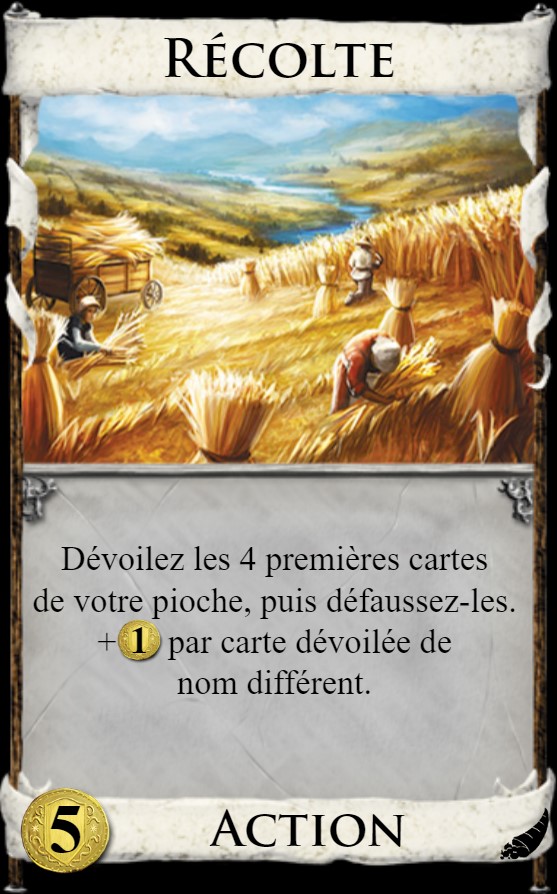 Récolte
Dévoilez les 4 premières cartes
de votre pioche, puis défaussez-les.
+1 par carte dévoilée de
nom différent.
5 Action